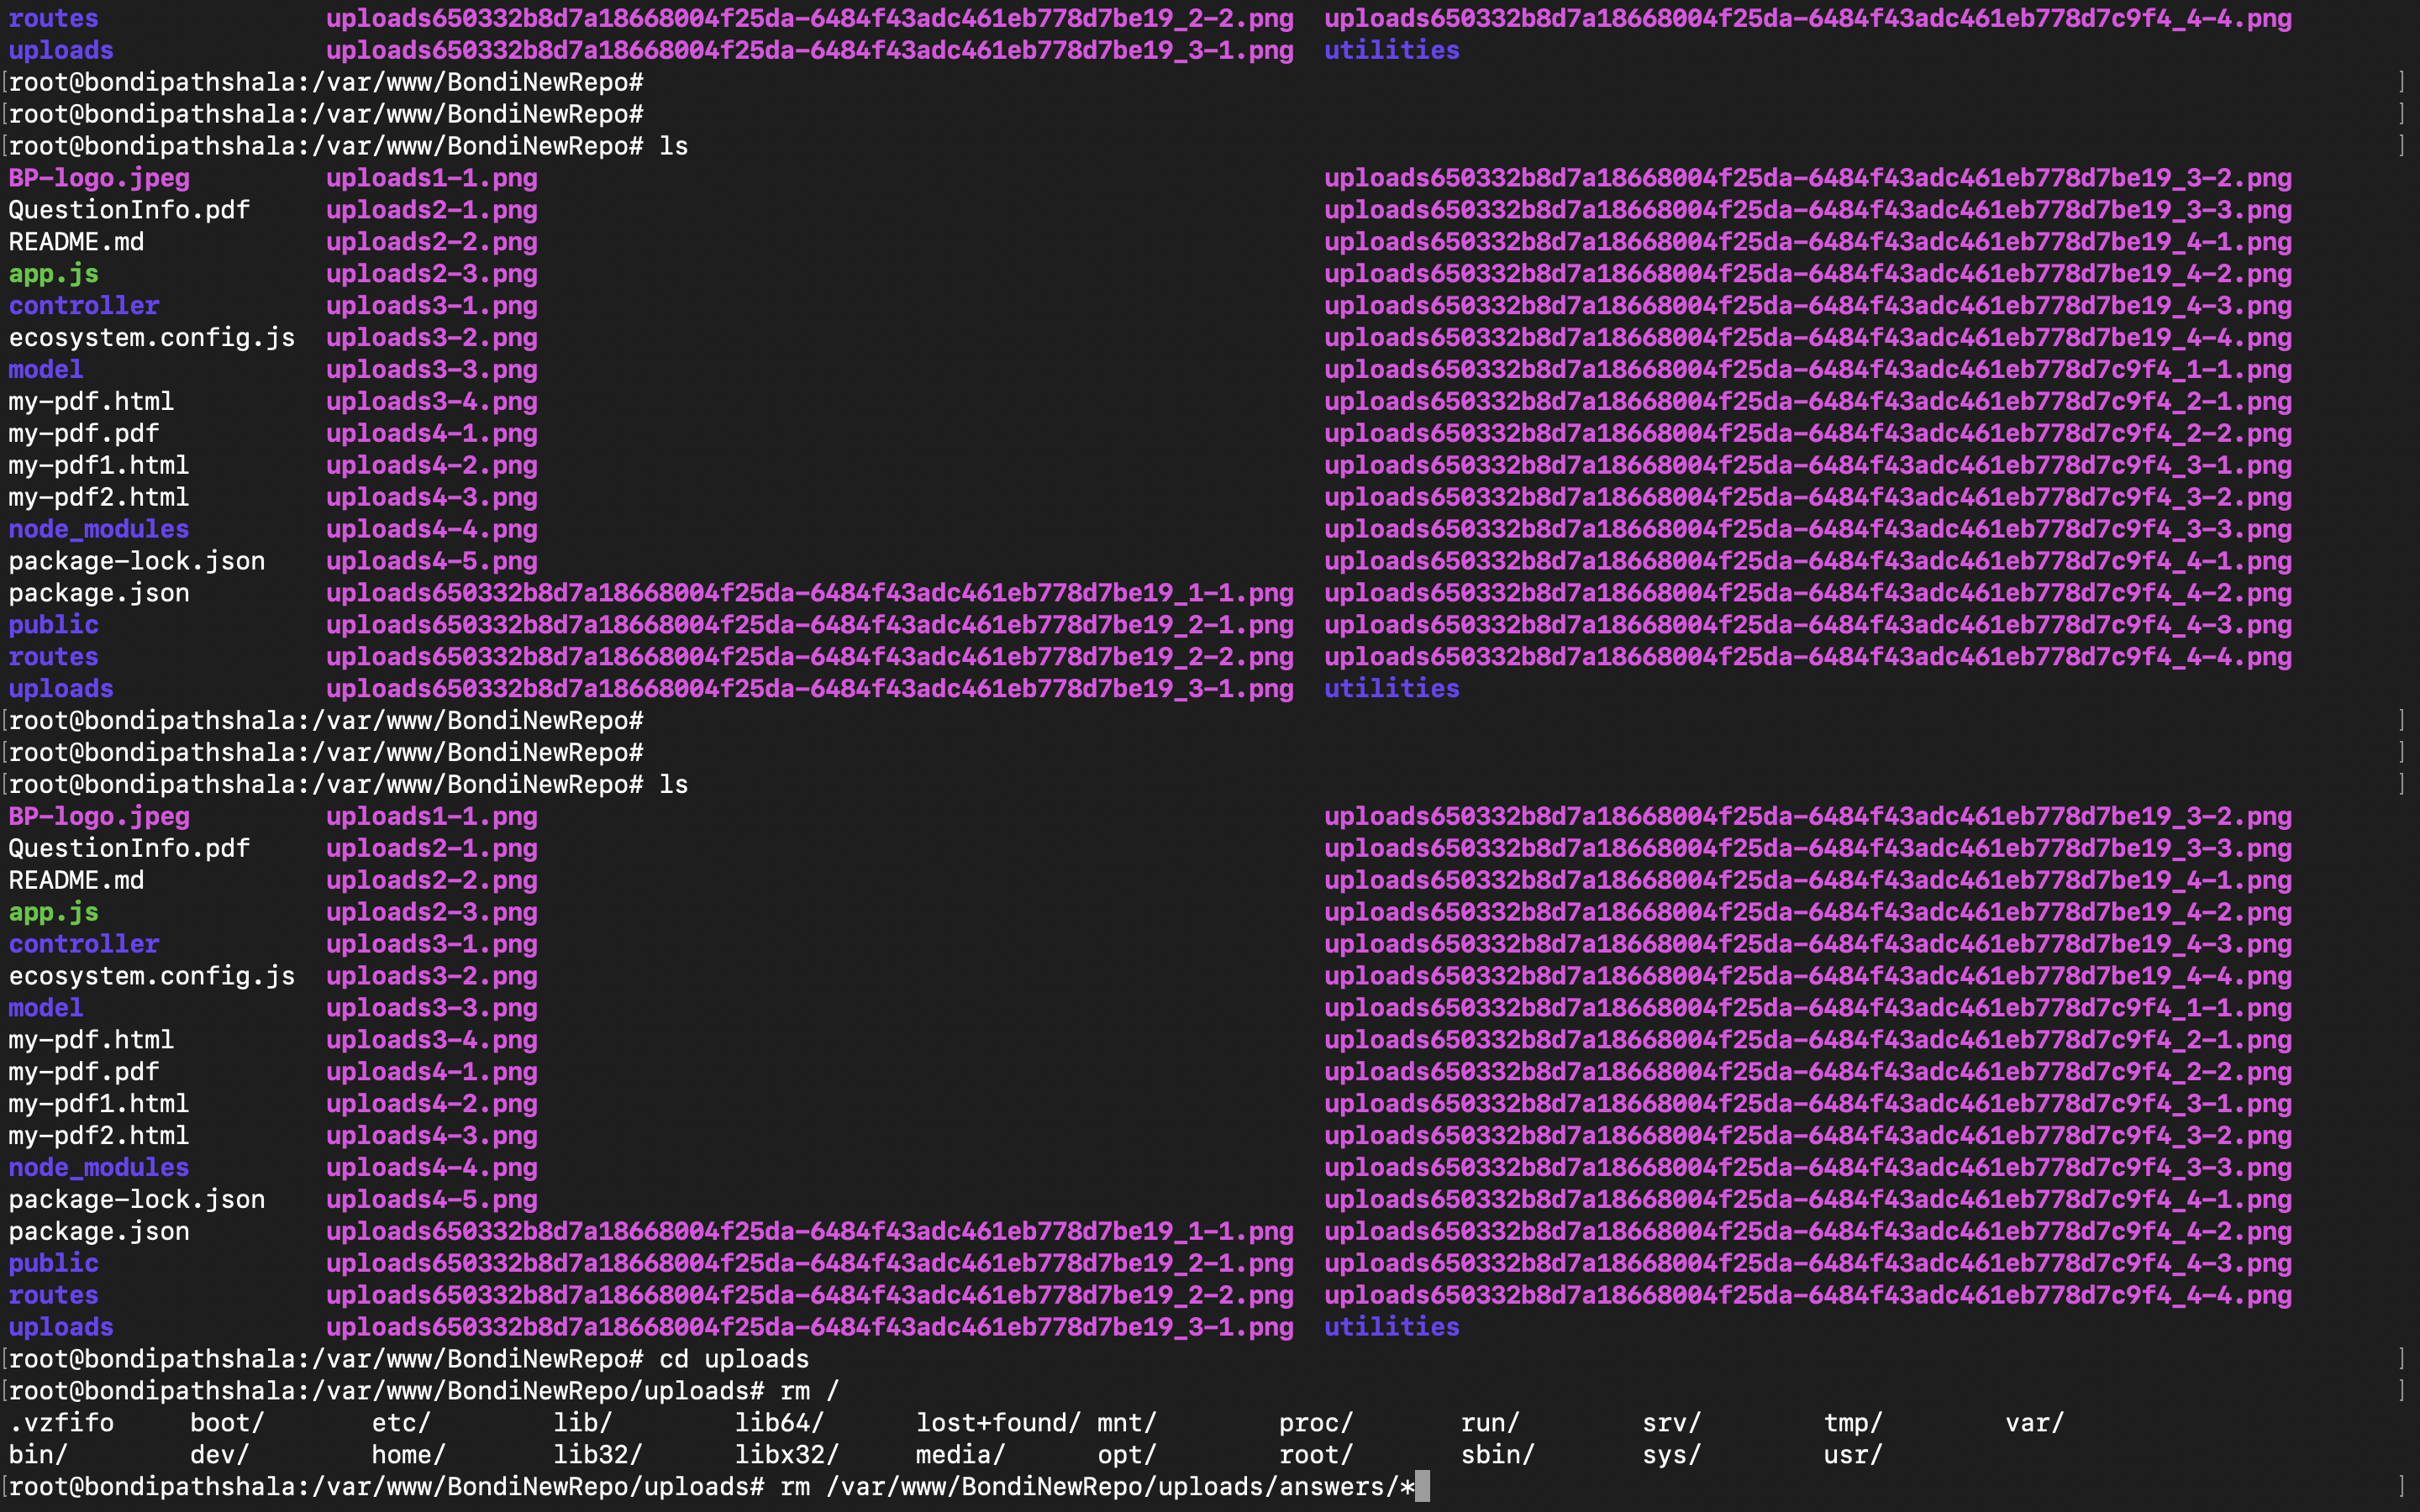 routes uploads650332b8d7a18668004f25da-6484f43adc461eb778d7be19_2-2.png uploads650332b8d7a18668004f25da-6484f43adc461eb778d7c9f4_4-4.png
uploads uploads650332b8d7a18668004f25da-6484f43adc461eb778d7be19_3-1.png utilities
[root@bondipathshala:/var/www/BondiNewRepo# ]
[root@bondipathshala:/var/www/BondiNewRepo# ]
[root@bondipathshala:/var/www/BondiNewRepo# ls ]
BP-logo.jpeg uploads1-1.png uploads650332b8d7a18668004f25da-6484f43adc461eb778d7be19_3-2.png
QuestionInfo.pdf uploads2-1.png uploads650332b8d7a18668004f25da-6484f43adc461eb778d7be19_3-3.png
README.md uploads2-2.png uploads650332b8d7a18668004f25da-6484f43adc461eb778d7be19_4-1.png
app.js uploads2-3.png uploads650332b8d7a18668004f25da-6484f43adc461eb778d7be19_4-2.png
controller uploads3-1.png uploads650332b8d7a18668004f25da-6484f43adc461eb778d7be19_4-3.png
ecosystem.config.js uploads3-2.png uploads650332b8d7a18668004f25da-6484f43adc461eb778d7be19_4-4.png
model uploads3-3.png uploads650332b8d7a18668004f25da-6484f43adc461eb778d7c9f4_1-1.png
my-pdf.html uploads3-4.png uploads650332b8d7a18668004f25da-6484f43adc461eb778d7c9f4_2-1.png
my-pdf.pdf uploads4-1.png uploads650332b8d7a18668004f25da-6484f43adc461eb778d7c9f4_2-2.png
my-pdf1.html uploads4-2.png uploads650332b8d7a18668004f25da-6484f43adc461eb778d7c9f4_3-1.png
my-pdf2.html uploads4-3.png uploads650332b8d7a18668004f25da-6484f43adc461eb778d7c9f4_3-2.png
node_modules uploads4-4.png uploads650332b8d7a18668004f25da-6484f43adc461eb778d7c9f4_3-3.png
package-lock.json uploads4-5.png uploads650332b8d7a18668004f25da-6484f43adc461eb778d7c9f4_4-1.png
package.json uploads650332b8d7a18668004f25da-6484f43adc461eb778d7be19_1-1.png uploads650332b8d7a18668004f25da-6484f43adc461eb778d7c9f4_4-2.png
public uploads650332b8d7a18668004f25da-6484f43adc461eb778d7be19_2-1.png uploads650332b8d7a18668004f25da-6484f43adc461eb778d7c9f4_4-3.png
routes uploads650332b8d7a18668004f25da-6484f43adc461eb778d7be19_2-2.png uploads650332b8d7a18668004f25da-6484f43adc461eb778d7c9f4_4-4.png
uploads uploads650332b8d7a18668004f25da-6484f43adc461eb778d7be19_3-1.png utilities
[root@bondipathshala:/var/www/BondiNewRepo# ]
[root@bondipathshala:/var/www/BondiNewRepo# ]
[root@bondipathshala:/var/www/BondiNewRepo# ls ]
BP-logo.jpeg uploads1-1.png uploads650332b8d7a18668004f25da-6484f43adc461eb778d7be19_3-2.png
QuestionInfo.pdf uploads2-1.png uploads650332b8d7a18668004f25da-6484f43adc461eb778d7be19_3-3.png
README.md uploads2-2.png uploads650332b8d7a18668004f25da-6484f43adc461eb778d7be19_4-1.png
app.js uploads2-3.png uploads650332b8d7a18668004f25da-6484f43adc461eb778d7be19_4-2.png
controller uploads3-1.png uploads650332b8d7a18668004f25da-6484f43adc461eb778d7be19_4-3.png
ecosystem.config.js uploads3-2.png uploads650332b8d7a18668004f25da-6484f43adc461eb778d7be19_4-4.png
model uploads3-3.png uploads650332b8d7a18668004f25da-6484f43adc461eb778d7c9f4_1-1.png
my-pdf.html uploads3-4.png uploads650332b8d7a18668004f25da-6484f43adc461eb778d7c9f4_2-1.png
my-pdf.pdf uploads4-1.png uploads650332b8d7a18668004f25da-6484f43adc461eb778d7c9f4_2-2.png
my-pdf1.html uploads4-2.png uploads650332b8d7a18668004f25da-6484f43adc461eb778d7c9f4_3-1.png
my-pdf2.html uploads4-3.png uploads650332b8d7a18668004f25da-6484f43adc461eb778d7c9f4_3-2.png
node_modules uploads4-4.png uploads650332b8d7a18668004f25da-6484f43adc461eb778d7c9f4_3-3.png
package-lock.json uploads4-5.png uploads650332b8d7a18668004f25da-6484f43adc461eb778d7c9f4_4-1.png
package.json uploads650332b8d7a18668004f25da-6484f43adc461eb778d7be19_1-1.png uploads650332b8d7a18668004f25da-6484f43adc461eb778d7c9f4_4-2.png
public uploads650332b8d7a18668004f25da-6484f43adc461eb778d7be19_2-1.png uploads650332b8d7a18668004f25da-6484f43adc461eb778d7c9f4_4-3.png
routes uploads650332b8d7a18668004f25da-6484f43adc461eb778d7be19_2-2.png uploads650332b8d7a18668004f25da-6484f43adc461eb778d7c9f4_4-4.png
uploads uploads650332b8d7a18668004f25da-6484f43adc461eb778d7be19_3-1.png utilities
[root@bondipathshala:/var/www/BondiNewRepo# cd uploads ]
[root@bondipathshala:/var/www/BondiNewRepo/uploads# rm / ]
.vzfifo boot/ etc/ lib/ lib64/ lost+found/ mnt/ proc/ run/ srv/ tmp/ var/
bin/ dev/ home/ lib32/ libx32/ media/ opt/ root/ sbin/ sys/ usr/
[root@bondipathshala:/var/www/BondiNewRepo/uploads# rm /var/www/BondiNewRepo/uploads/answers/* ]